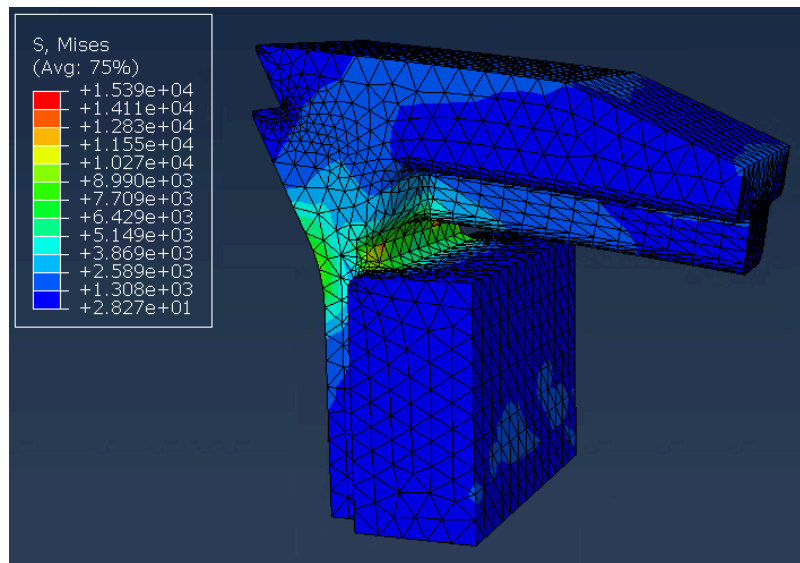 S, Mises
(Avg: 75%)
+1.539e+04
+1.411e+04
+1.283e+04
+1.155e+04
+1.027e+04
+8.990e+03
+7.709e+03
+6.429e+03
+5.149e+03
+3.869e+03
+2.589e+03
+1.308e+03
+2.827e+01